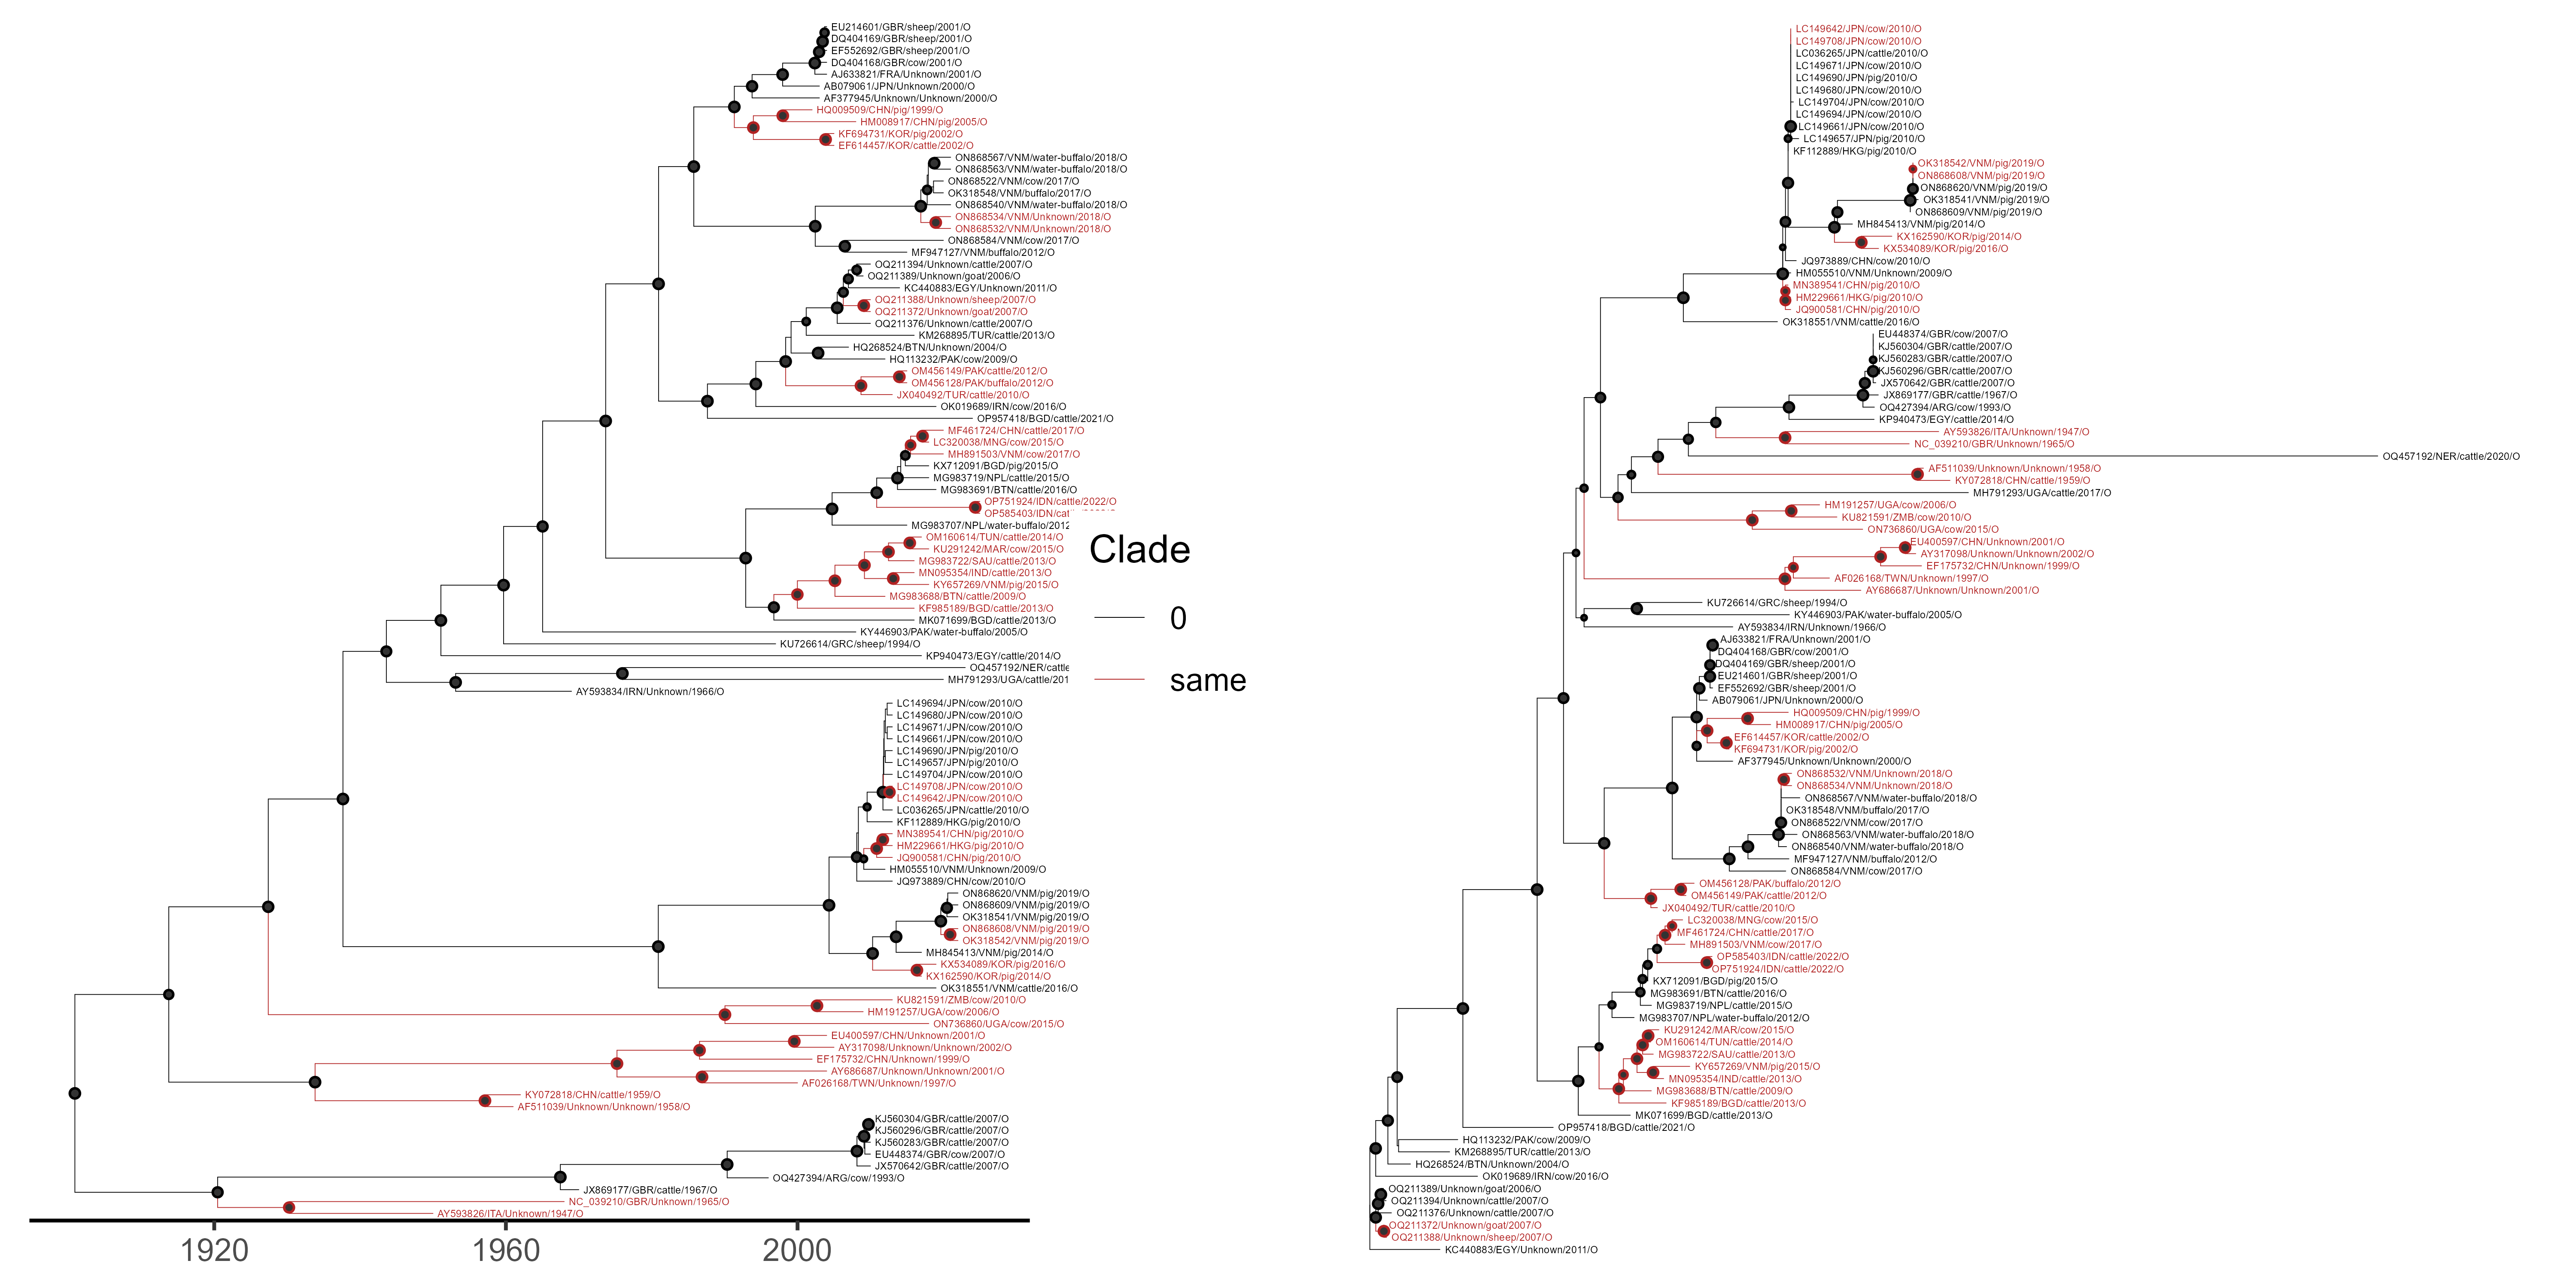 EU214601/GBR/sheep/2001/O
DQ404169/GBR/sheep/2001/O
EF552692/GBR/sheep/2001/O
DQ404168/GBR/cow/2001/O
AJ633821/FRA/Unknown/2001/O
AB079061/JPN/Unknown/2000/O
AF377945/Unknown/Unknown/2000/O
HQ009509/CHN/pig/1999/O
HM008917/CHN/pig/2005/O
KF694731/KOR/pig/2002/O
EF614457/KOR/cattle/2002/O
ON868567/VNM/water-buffalo/2018/O
ON868563/VNM/water-buffalo/2018/O
ON868522/VNM/cow/2017/O
OK318548/VNM/buffalo/2017/O
ON868540/VNM/water-buffalo/2018/O
ON868534/VNM/Unknown/2018/O
ON868532/VNM/Unknown/2018/O
ON868584/VNM/cow/2017/O
MF947127/VNM/buffalo/2012/O
OQ211394/Unknown/cattle/2007/O
OQ211389/Unknown/goat/2006/O
KC440883/EGY/Unknown/2011/O
OQ211388/Unknown/sheep/2007/O
OQ211372/Unknown/goat/2007/O
OQ211376/Unknown/cattle/2007/O
KM268895/TUR/cattle/2013/O
HQ268524/BTN/Unknown/2004/O
HQ113232/PAK/cow/2009/O
OM456149/PAK/cattle/2012/O
OM456128/PAK/buffalo/2012/O
JX040492/TUR/cattle/2010/O
OK019689/IRN/cow/2016/O
OP957418/BGD/cattle/2021/O
MF461724/CHN/cattle/2017/O
LC320038/MNG/cow/2015/O
MH891503/VNM/cow/2017/O
KX712091/BGD/pig/2015/O
MG983719/NPL/cattle/2015/O
MG983691/BTN/cattle/2016/O
OP751924/IDN/cattle/2022/O
OP585403/IDN/cat
MG983707/NPL/water-buffalo/2012
OM160614/TUN/cattle/2014/O
KU291242/MAR/cow/2015/O
MG983722/SAU/cattle/2013/O
MN095354/IND/cattle/2013/O
KY657269/VNM/pig/2015/O
MG983688/BTN/cattle/2009/O
KF985189/BGD/cattle/2013/O
MK071699/BGD/cattle/2013/O
KY446903/PAK/water-buffalo/2005/O
KU726614/GRC/sheep/1994/O
KP940473/EGY/cattle/2014/O
OQ457192/NER/cattle
MH791293/UGA/cattle/201
AY593834/IRN/Unknown/1966/O
LC149694/JPN/cow/2010/O
LC149680/JPN/cow/2010/O
LC149671/JPN/cow/2010/O
LC149661/JPN/cow/2010/O
LC149690/JPN/pig/2010/O
LC149657/JPN/pig/2010/O
LC149704/JPN/cow/2010/O
LC149708/JPN/cow/2010/O
LC149642/JPN/cow/2010/O
LC036265/JPN/cattle/2010/O
KF112889/HKG/pig/2010/O
MN389541/CHN/pig/2010/O
HM229661/HKG/pig/2010/O
JQ900581/CHN/pig/2010/O
HM055510/VNM/Unknown/2009/O
JQ973889/CHN/cow/2010/O
ON868620/VNM/pig/2019/O
ON868609/VNM/pig/2019/O
OK318541/VNM/pig/2019/O
ON868608/VNM/pig/2019/O
OK318542/VNM/pig/2019/O
MH845413/VNM/pig/2014/O
KX534089/KOR/pig/2016/O
KX162590/KOR/pig/2014/O
OK318551/VNM/cattle/2016/O
KU821591/ZMB/cow/2010/O
HM191257/UGA/cow/2006/O
ON736860/UGA/cow/2015/O
EU400597/CHN/Unknown/2001/O
AY317098/Unknown/Unknown/2002/O
EF175732/CHN/Unknown/1999/O
AY686687/Unknown/Unknown/2001/O
AF026168/TWN/Unknown/1997/O
KY072818/CHN/cattle/1959/O
AF511039/Unknown/Unknown/1958/O
KJ560304/GBR/cattle/2007/O
KJ560296/GBR/cattle/2007/O
KJ560283/GBR/cattle/2007/O
EU448374/GBR/cow/2007/O
JX570642/GBR/cattle/2007/O
OQ427394/ARG/cow/1993/O
JX869177/GBR/cattle/1967/O
NC_039210/GBR/Unknown/1965/O
AY593826/ITA/Unknown/1947/O
1920 1960 2000
Clade
0
same
LC149642/JPN/cow/2010/O
LC149708/JPN/cow/2010/O
LC036265/JPN/cattle/2010/O
LC149671/JPN/cow/2010/O
LC149690/JPN/pig/2010/O
LC149680/JPN/cow/2010/O
LC149704/JPN/cow/2010/O
LC149694/JPN/cow/2010/O
LC149661/JPN/cow/2010/O
LC149657/JPN/pig/2010/O
KF112889/HKG/pig/2010/O
OK318542/VNM/pig/2019/O
ON868608/VNM/pig/2019/O
ON868620/VNM/pig/2019/O
OK318541/VNM/pig/2019/O
ON868609/VNM/pig/2019/O
MH845413/VNM/pig/2014/O
KX162590/KOR/pig/2014/O
KX534089/KOR/pig/2016/O
JQ973889/CHN/cow/2010/O
HM055510/VNM/Unknown/2009/O
MN389541/CHN/pig/2010/O
HM229661/HKG/pig/2010/O
JQ900581/CHN/pig/2010/O
OK318551/VNM/cattle/2016/O
EU448374/GBR/cow/2007/O
KJ560304/GBR/cattle/2007/O
KJ560283/GBR/cattle/2007/O
KJ560296/GBR/cattle/2007/O
JX570642/GBR/cattle/2007/O
JX869177/GBR/cattle/1967/O
OQ427394/ARG/cow/1993/O
KP940473/EGY/cattle/2014/O
AY593826/ITA/Unknown/1947/O
NC_039210/GBR/Unknown/1965/O
OQ457192/NER/cattle/2020/O
AF511039/Unknown/Unknown/1958/O
KY072818/CHN/cattle/1959/O
MH791293/UGA/cattle/2017/O
HM191257/UGA/cow/2006/O
KU821591/ZMB/cow/2010/O
ON736860/UGA/cow/2015/O
EU400597/CHN/Unknown/2001/O
AY317098/Unknown/Unknown/2002/O
EF175732/CHN/Unknown/1999/O
AF026168/TWN/Unknown/1997/O
AY686687/Unknown/Unknown/2001/O
KU726614/GRC/sheep/1994/O
KY446903/PAK/water-buffalo/2005/O
AY593834/IRN/Unknown/1966/O
AJ633821/FRA/Unknown/2001/O
DQ404168/GBR/cow/2001/O
DQ404169/GBR/sheep/2001/O
EU214601/GBR/sheep/2001/O
EF552692/GBR/sheep/2001/O
AB079061/JPN/Unknown/2000/O
HQ009509/CHN/pig/1999/O
HM008917/CHN/pig/2005/O
EF614457/KOR/cattle/2002/O
KF694731/KOR/pig/2002/O
AF377945/Unknown/Unknown/2000/O
ON868532/VNM/Unknown/2018/O
ON868534/VNM/Unknown/2018/O
ON868567/VNM/water-buffalo/2018/O
OK318548/VNM/buffalo/2017/O
ON868522/VNM/cow/2017/O
ON868563/VNM/water-buffalo/2018/O
ON868540/VNM/water-buffalo/2018/O
MF947127/VNM/buffalo/2012/O
ON868584/VNM/cow/2017/O
OM456128/PAK/buffalo/2012/O
OM456149/PAK/cattle/2012/O
JX040492/TUR/cattle/2010/O
LC320038/MNG/cow/2015/O
MF461724/CHN/cattle/2017/O
MH891503/VNM/cow/2017/O
OP585403/IDN/cattle/2022/O
OP751924/IDN/cattle/2022/O
KX712091/BGD/pig/2015/O
MG983691/BTN/cattle/2016/O
MG983719/NPL/cattle/2015/O
MG983707/NPL/water-buffalo/2012/O
KU291242/MAR/cow/2015/O
OM160614/TUN/cattle/2014/O
MG983722/SAU/cattle/2013/O
KY657269/VNM/pig/2015/O
MN095354/IND/cattle/2013/O
MG983688/BTN/cattle/2009/O
KF985189/BGD/cattle/2013/O
MK071699/BGD/cattle/2013/O
OP957418/BGD/cattle/2021/O
HQ113232/PAK/cow/2009/O
KM268895/TUR/cattle/2013/O
HQ268524/BTN/Unknown/2004/O
OK019689/IRN/cow/2016/O
OQ211389/Unknown/goat/2006/O
OQ211394/Unknown/cattle/2007/O
OQ211376/Unknown/cattle/2007/O
OQ211372/Unknown/goat/2007/O
OQ211388/Unknown/sheep/2007/O
KC440883/EGY/Unknown/2011/O